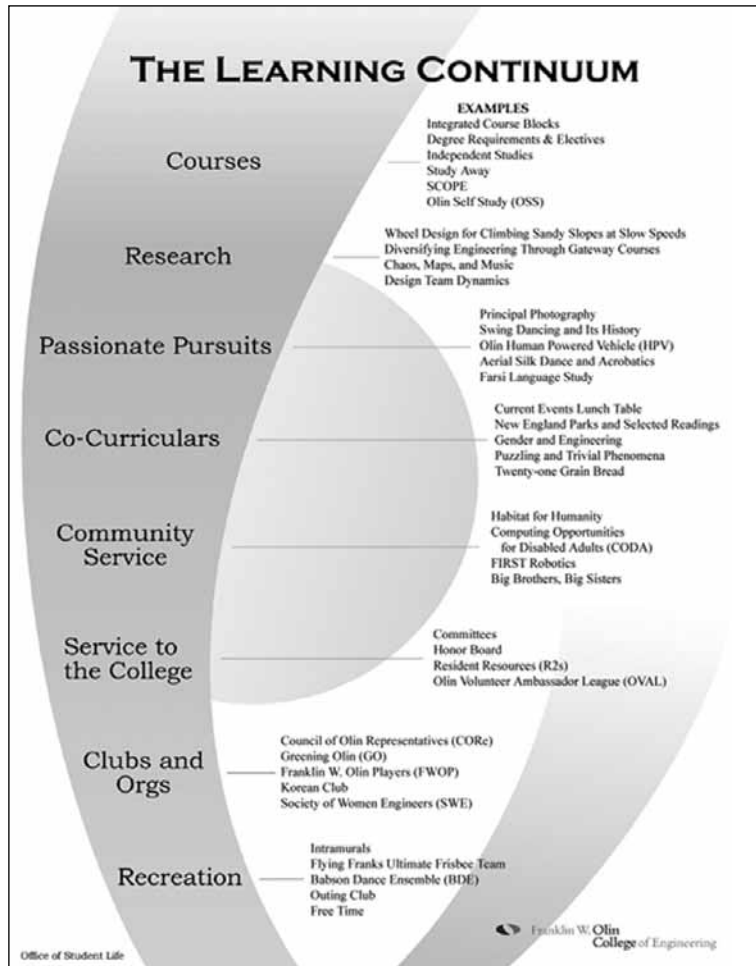 THE LEARNING CONTINUUM
EXAMPLES
Courses
Integrated Course Blocks
Degree Requirements & Electives
Independent Studies
Study Away
SCOPE
Olin Self Study (OSS)
Research
Wheel Design for Climbing Sandy Slopes at Slow Speeds
Diversifying Engineering Through Gateway Courses
Chaos, Maps, and Music
Design Team Dynamics
Passionate Pursuits
Principal Photography
Swing Dancing and Its History
Olin Human Powered Vehicle (HPV)
Aerial Silk Dance and Acrobatics
Farsi Language Study
Co-Curriculars
Current Events Lunch Table
New England Parks and Selected Readings
Gender and Engineering
Puzzling and Trivial Phenomena
Twenty-one Grain Bread
Community
Service
Habitat for Humanity
Computing Opportunities
for Disabled Adults (CODA)
FIRST Robotics
Big Brothers, Big Sisters
Service to
the College
Committees
Honor Board
Resident Resources (R2s)
Olin Volunteer Ambassador League (OVAL)
Clubs and
Orgs
Council of Olin Representatives (CORe)
Greening Olin (GO)
Franklin W. Olin Players (FWOP)
Korean Club
Society of Women Engineers (SWE)
Recreation
Intramurals
Flying Franks Ultimate Frisbee Team
Babson Dance Ensemble (BDE)
Outing Club
Free Time
Franklin W. Olin
College of Engineering
Office of Student Life